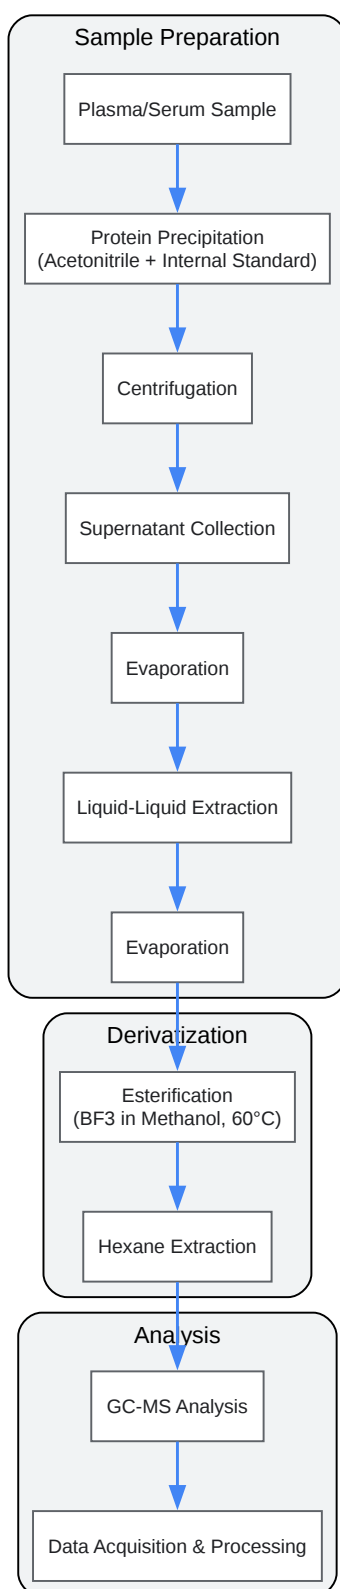 Sample Preparation
Plasma/Serum Sample
Protein Precipitation
(Acetonitrile + Internal Standard)
Centrifugation
Supernatant Collection
Evaporation
Liquid-Liquid Extraction
Evaporation
Derivatization
Esterification
(BF3 in Methanol, 60°C)
Hexane Extraction
Analysis
GC-MS Analysis
Data Acquisition & Processing